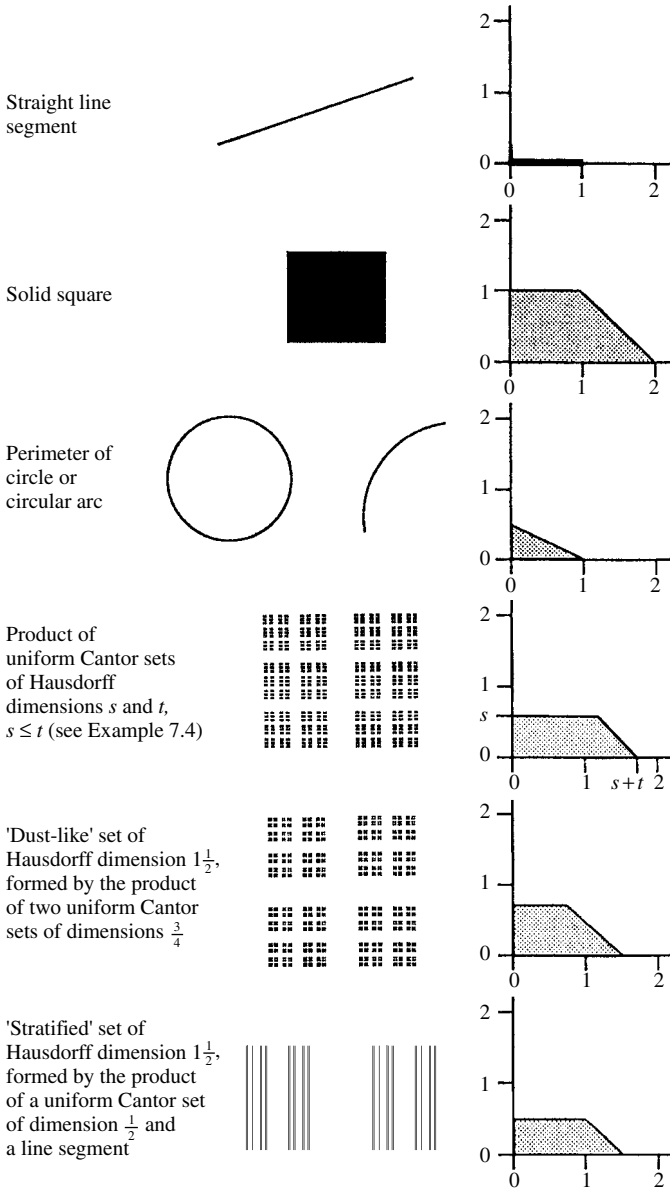 2
1
0
0
1
2
Straight line
segment
2
1
0
0
1
2
Solid square
2
1
0
0
1
2
Perimeter of
circle or
circular arc
2
1
s
0
0
1
s+t
2
Product of
uniform Cantor sets
of Hausdorff
dimensions s and t,
s ≤ t (see Example 7.4)
2
1
0
0
1
2
'Dust-like' set of
Hausdorff dimension 1½,
formed by the product
of two uniform Cantor
sets of dimensions ¾
2
1
0
0
1
2
'Stratified' set of
Hausdorff dimension 1½,
formed by the product
of a uniform Cantor set
of dimension ½ and
a line segment